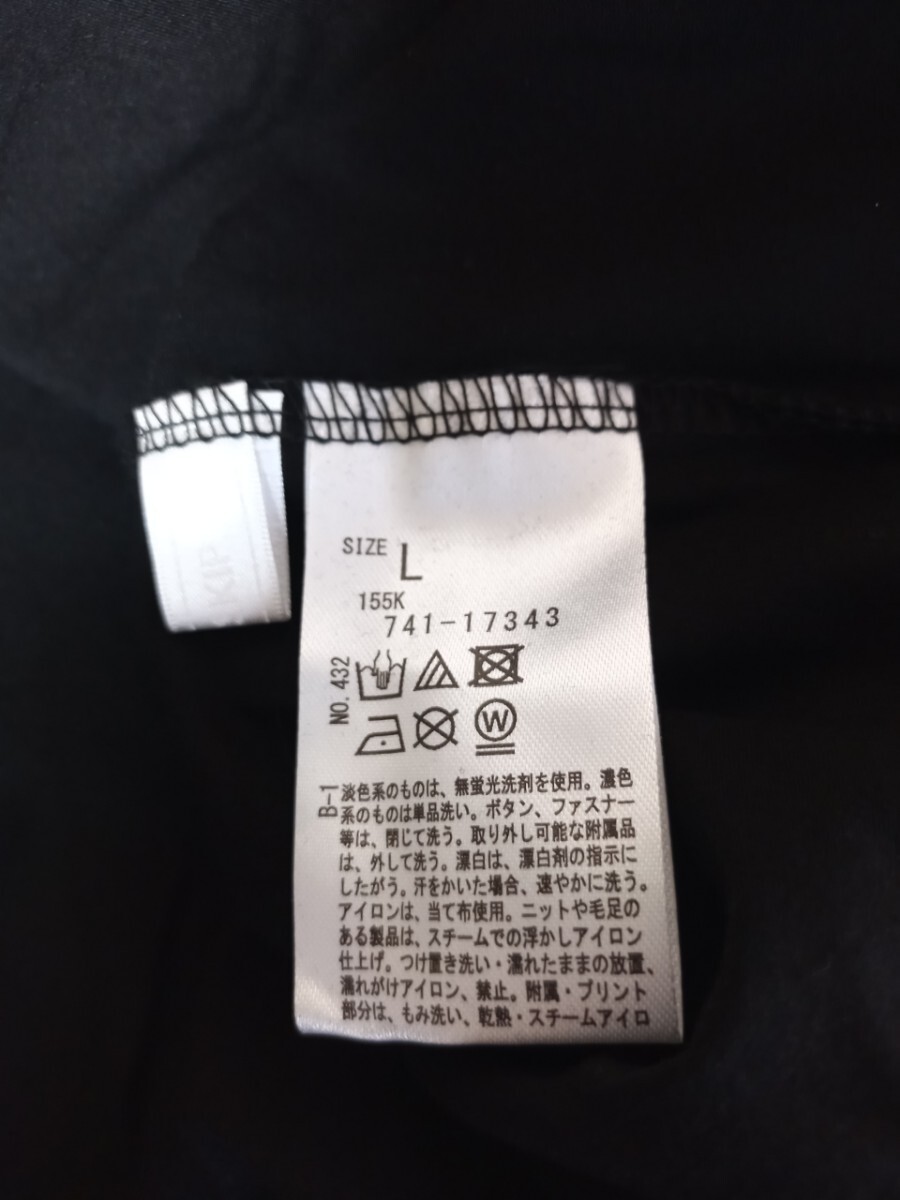 SIZE L
155K
741-17343
NO. 432
W
B-1
淡色系のものは、無蛍光洗剤を使用。濃色
系のものは単品洗い。ボタン、ファスナー
等は、閉じて洗う。取り外し可能な附属品
は、外して洗う。漂白は、漂白剤の指示に
したがう。汗をかいた場合、速やかに洗う。
アイロンは、当て布使用。ニットや毛足の
ある製品は、スチームでの浮かしアイロン
仕上げ。つけ置き洗い・濡れたままの放置、
濡れがけアイロン、禁止。附属・プリント
部分は、もみ洗い、乾熱・スチームアイロ